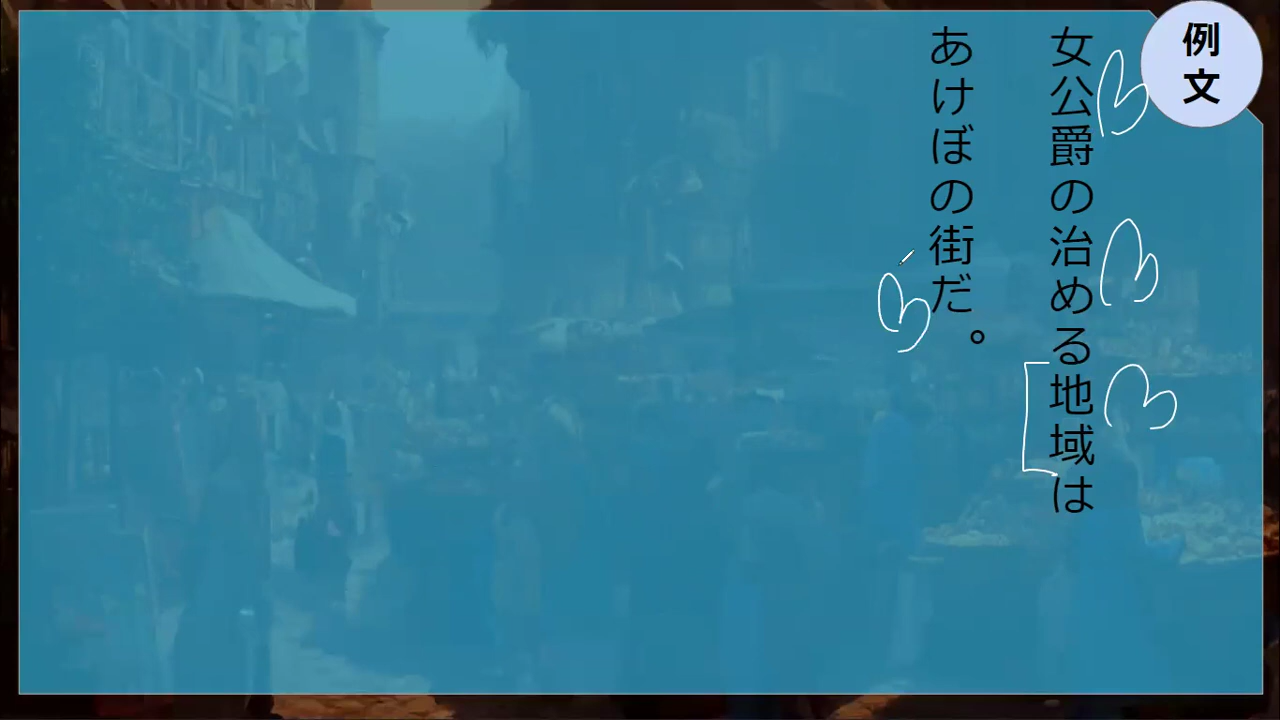 例文
女公爵の治める地域は
あけぼの街だ。